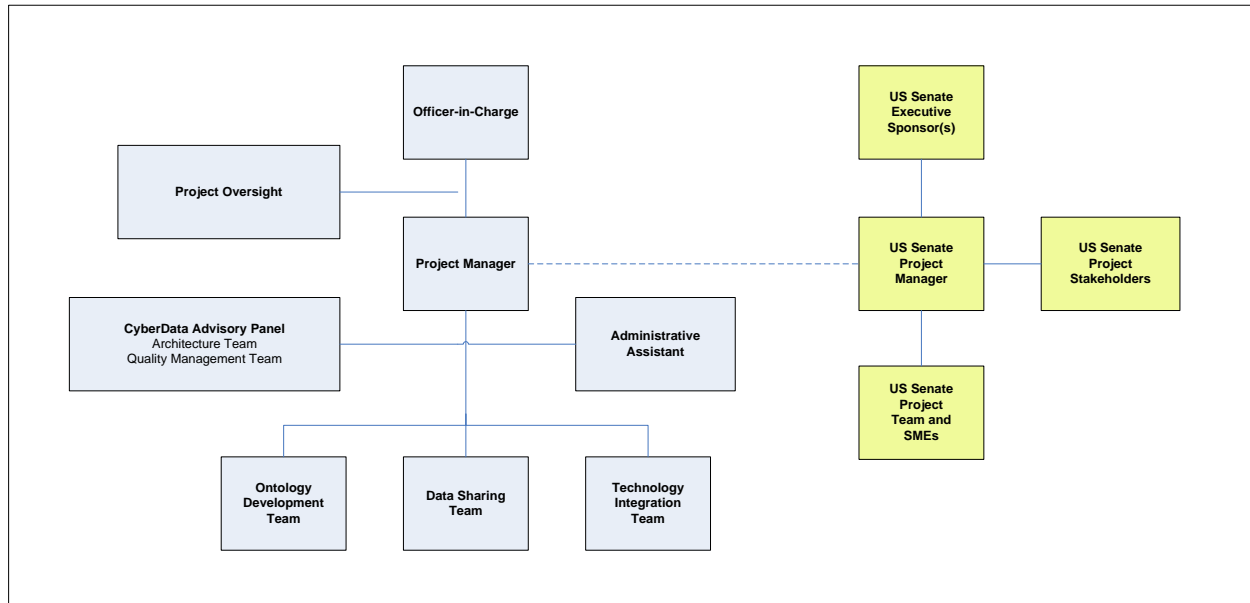 Officer-in-Charge
US Senate
Executive
Sponsor(s)
Project Oversight
Project Manager
US Senate
Project
Manager
US Senate
Project
Stakeholders
CyberData Advisory Panel
Architecture Team
Quality Management Team
Administrative
Assistant
US Senate
Project
Team and
SMEs
Ontology
Development
Team
Data Sharing
Team
Technology
Integration
Team